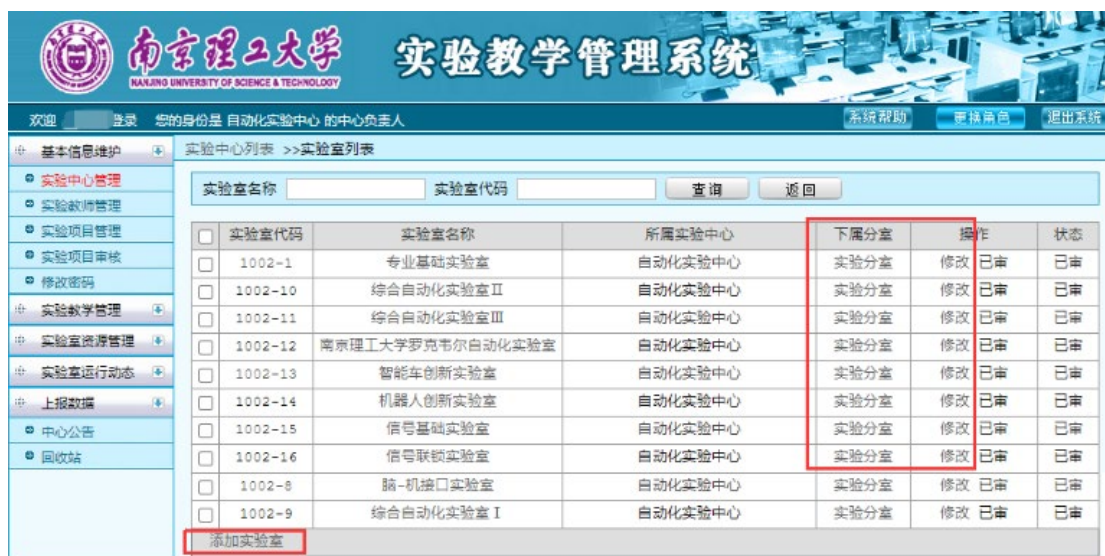 南京理工大学 实验教学管理系统
NANJING UNIVERSITY OF SCIENCE & TECHNOLOGY
欢迎 登录 您的身份是 自动化实验中心 的中心负责人 系统帮助 更换角色 退出系统
基本信息维护
实验中心管理
实验教师管理
实验项目管理
实验项目审核
修改密码
实验教学管理
实验室资源管理
实验室运行动态
上报数据
中心公告
回收站
实验中心列表 >>实验室列表
实验室名称 实验室代码 查询 返回
实验室代码 实验室名称 所属实验中心 下属分室 操作 状态
1002-1 专业基础实验室 自动化实验中心 实验分室 修改 已审 已审
1002-10 综合自动化实验室Ⅱ 自动化实验中心 实验分室 修改 已审 已审
1002-11 综合自动化实验室Ⅲ 自动化实验中心 实验分室 修改 已审 已审
1002-12 南京理工大学罗克韦尔自动化实验室 自动化实验中心 实验分室 修改 已审 已审
1002-13 智能车创新实验室 自动化实验中心 实验分室 修改 已审 已审
1002-14 机器人创新实验室 自动化实验中心 实验分室 修改 已审 已审
1002-15 信号基础实验室 自动化实验中心 实验分室 修改 已审 已审
1002-16 信号联锁实验室 自动化实验中心 实验分室 修改 已审 已审
1002-8 脑-机接口实验室 自动化实验中心 实验分室 修改 已审 已审
1002-9 综合自动化实验室Ⅰ 自动化实验中心 实验分室 修改 已审 已审
添加实验室